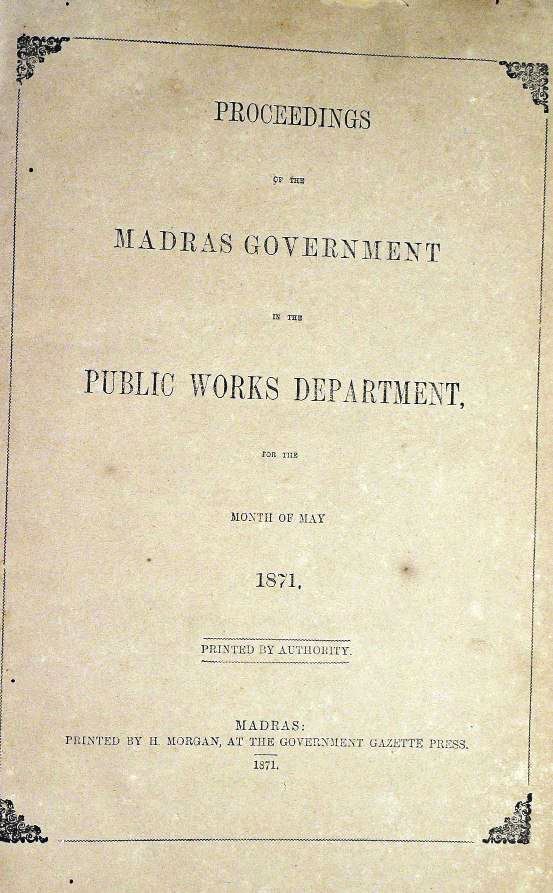 PROCEEDINGS
OF THE
MADRAS GOVERNMENT
IN THE
PUBLIC WORKS DEPARTMENT,
FOR THE
MONTH OF MAY
1871.
PRINTED BY AUTHORITY.
MADRAS:
PRINTED BY H. MORGAN, AT THE GOVERNMENT GAZETTE PRESS.
1871.